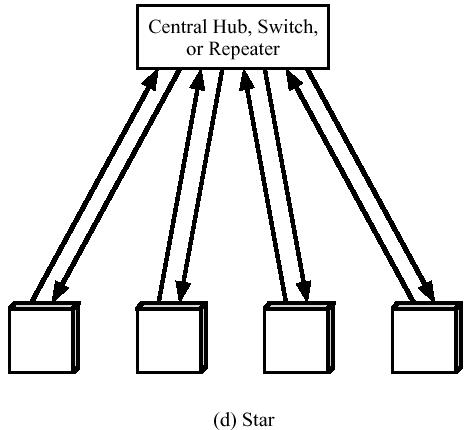 Central Hub, Switch,
or Repeater
(d) Star